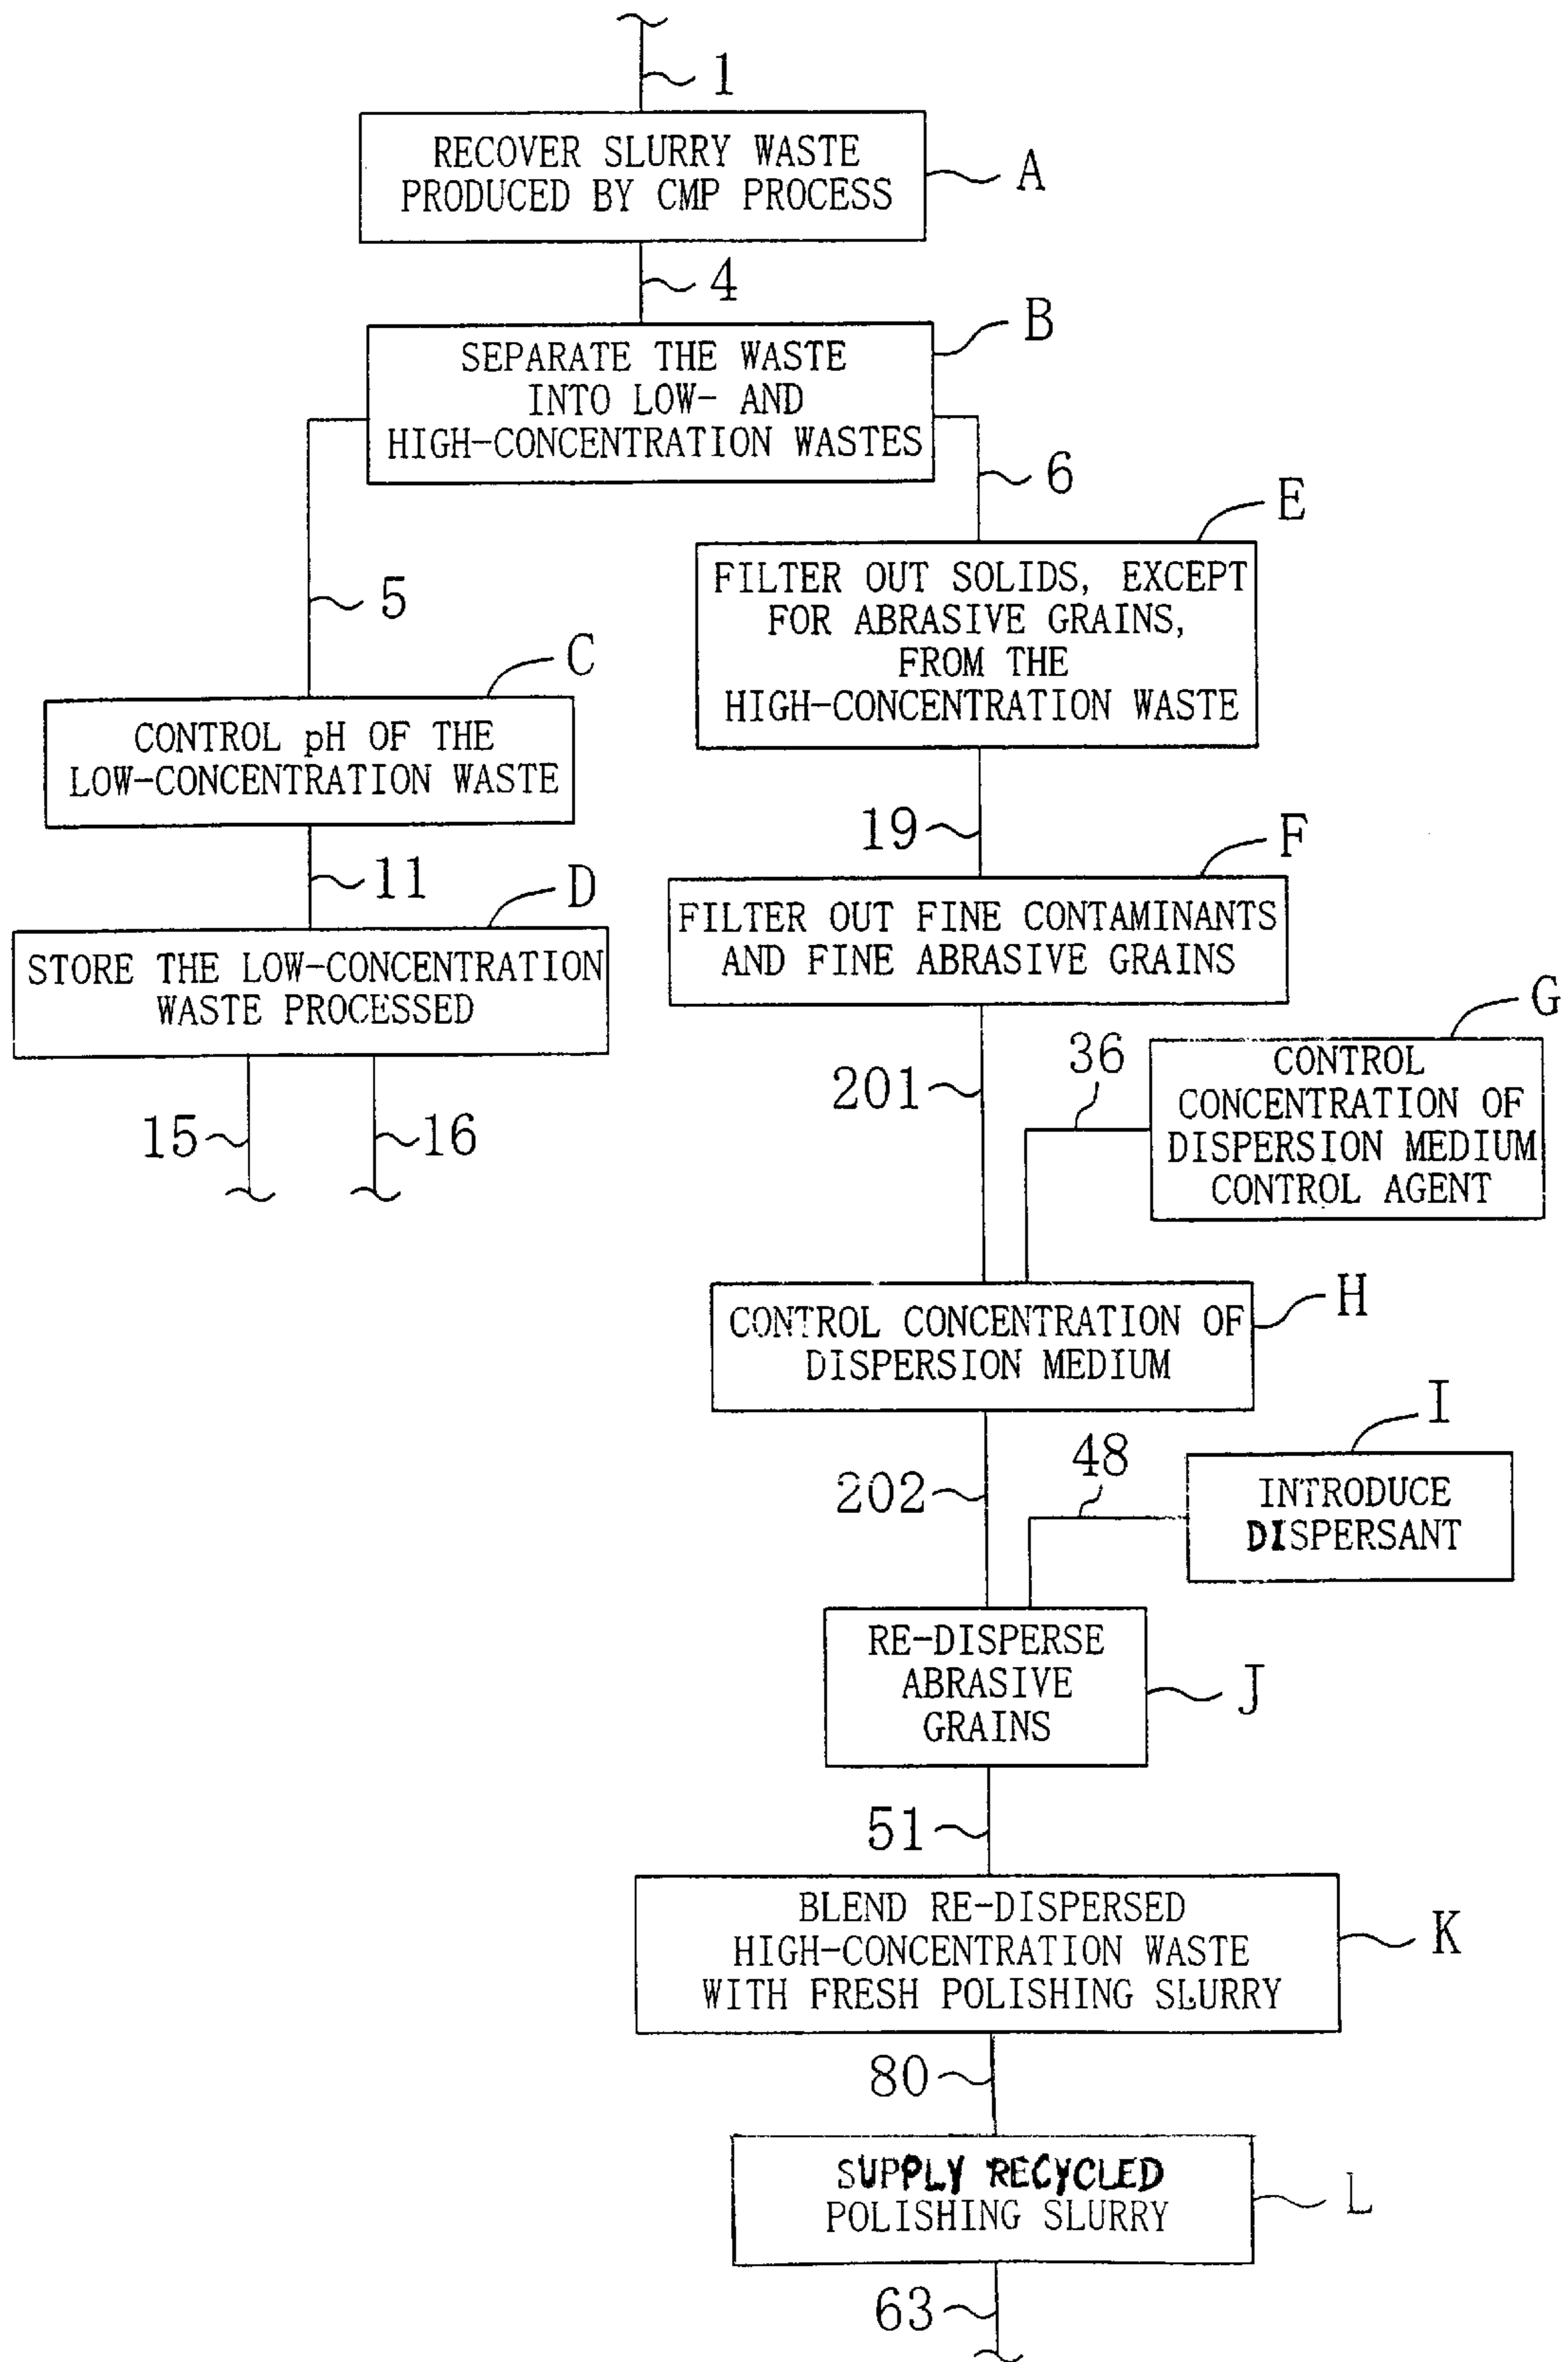 1
RECOVER SLURRY WASTE
PRODUCED BY CMP PROCESS
A
4
B
SEPARATE THE WASTE
INTO LOW- AND
HIGH-CONCENTRATION WASTES
6
E
5
FILTER OUT SOLIDS, EXCEPT
FOR ABRASIVE GRAINS,
FROM THE
HIGH-CONCENTRATION WASTE
C
CONTROL pH OF THE
LOW-CONCENTRATION WASTE
19
F
11
D
FILTER OUT FINE CONTAMINANTS
AND FINE ABRASIVE GRAINS
STORE THE LOW-CONCENTRATION
WASTE PROCESSED
G
15
16
201
36
CONTROL
CONCENTRATION OF
DISPERSION MEDIUM
CONTROL AGENT
H
CONTROL CONCENTRATION OF
DISPERSION MEDIUM
I
202
48
INTRODUCE
DISPERSANT
RE-DISPERSE
ABRASIVE
GRAINS
J
51
BLEND RE-DISPERSED
HIGH-CONCENTRATION WASTE
WITH FRESH POLISHING SLURRY
K
80
SUPPLY RECYCLED
POLISHING SLURRY
L
63